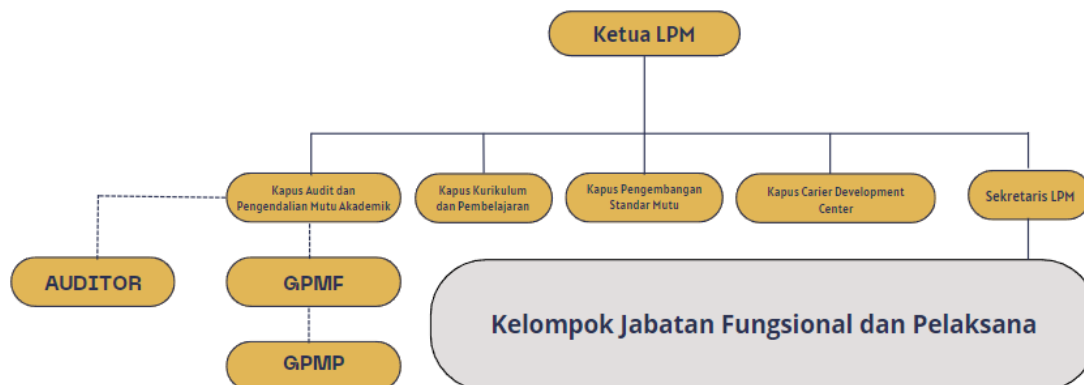 Ketua LPM
Kapus Audit dan
Pengendalian Mutu Akademik
Kapus Kurikulum
dan Pembelajaran
Kapus Pengembangan
Standar Mutu
Kapus Carier Development
Center
Sekretaris LPM
AUDITOR
GPMF
Kelompok Jabatan Fungsional dan Pelaksana
GPMP